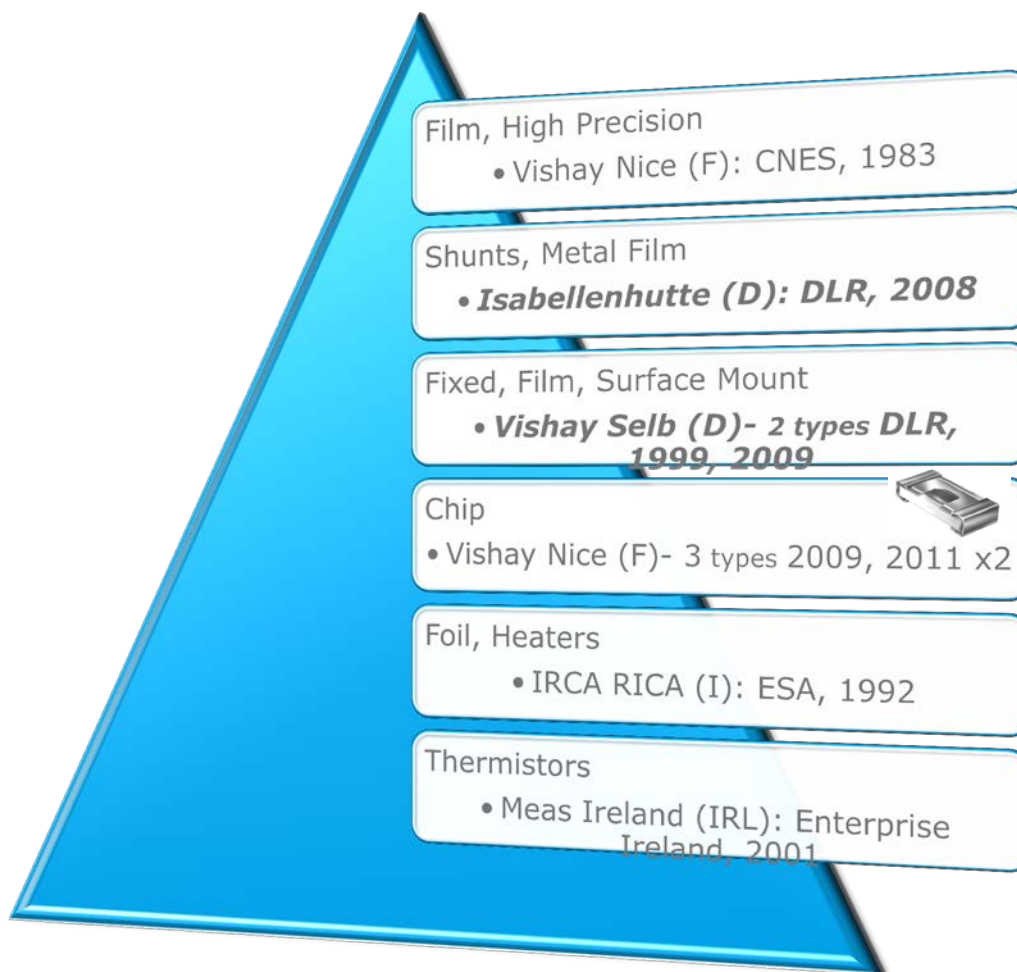 Film, High Precision
• Vishay Nice (F): CNES, 1983
Shunts, Metal Film
• Isabellenhutte (D): DLR, 2008
Fixed, Film, Surface Mount
• Vishay Selb (D)- 2 types DLR,
1999, 2009
Chip
• Vishay Nice (F)- 3 types 2009, 2011 x2
Foil, Heaters
• IRCA RICA (I): ESA, 1992
Thermistors
• Meas Ireland (IRL): Enterprise
Ireland, 2001